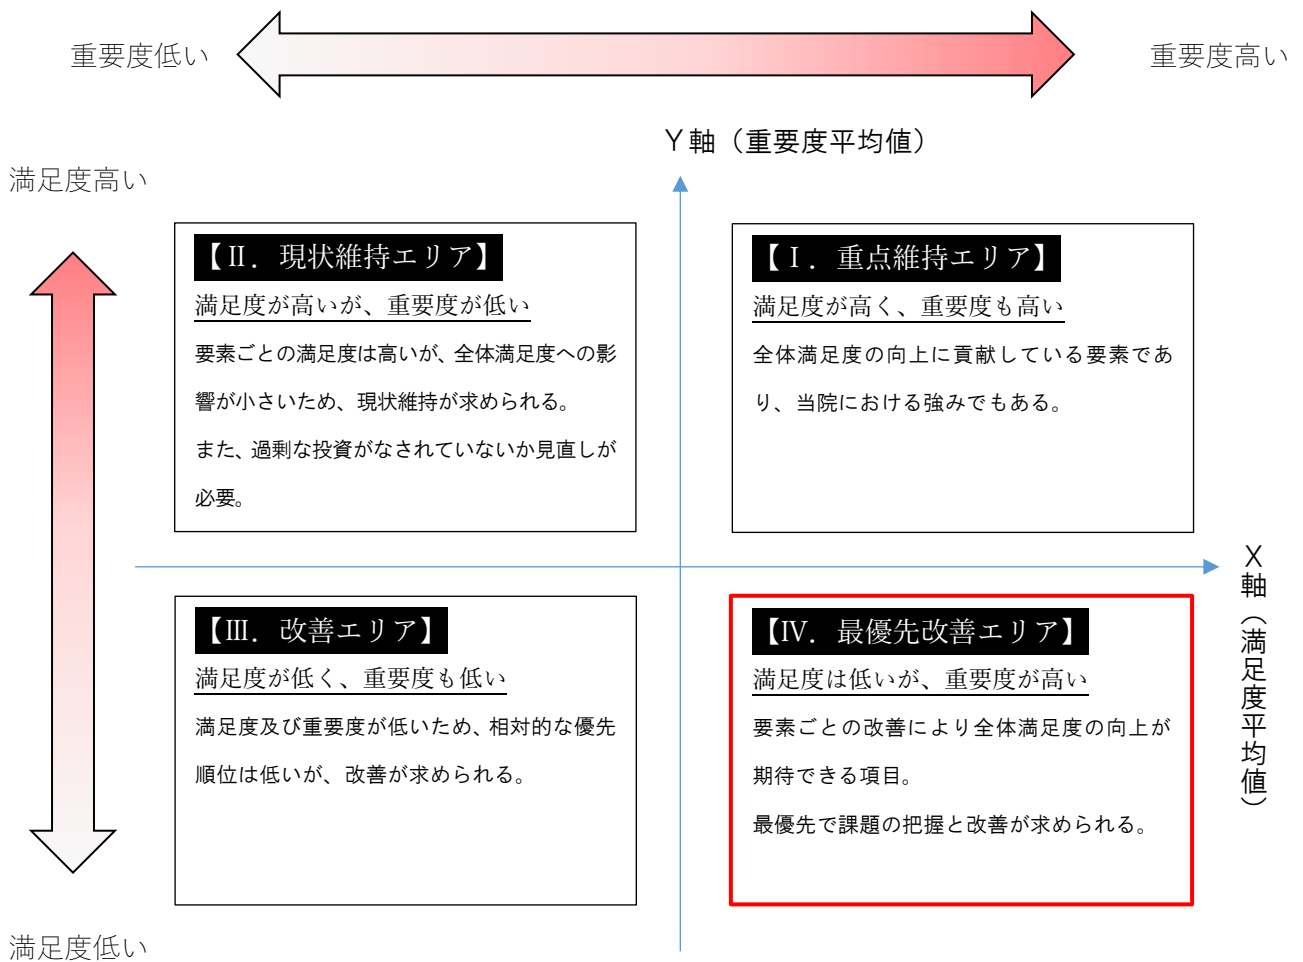 重要度低い
重要度高い
Y軸（重要度平均値）
満足度高い
【Ⅱ．現状維持エリア】
満足度が高いが、重要度が低い
要素ごとの満足度は高いが、全体満足度への影
響が小さいため、現状維持が求められる。
また、過剰な投資がなされていないか見直しが
必要。
【Ⅰ．重点維持エリア】
満足度が高く、重要度も高い
全体満足度の向上に貢献している要素であ
り、当院における強みでもある。
X軸（満足度平均値）
【Ⅲ．改善エリア】
満足度が低く、重要度も低い
満足度及び重要度が低いため、相対的な優先
順位は低いが、改善が求められる。
【Ⅳ．最優先改善エリア】
満足度は低いが、重要度が高い
要素ごとの改善により全体満足度の向上が
期待できる項目。
最優先で課題の把握と改善が求められる。
満足度低い